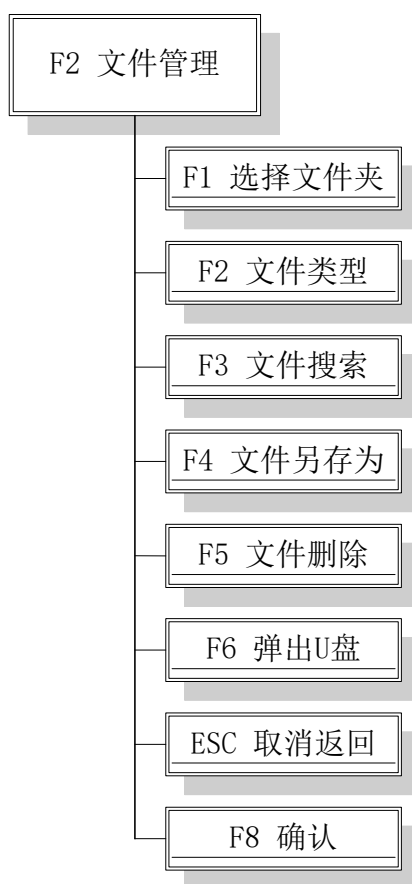 F2 文件管理
F1 选择文件夹
F2 文件类型
F3 文件搜索
F4 文件另存为
F5 文件删除
F6 弹出U盘
ESC 取消返回
F8 确认